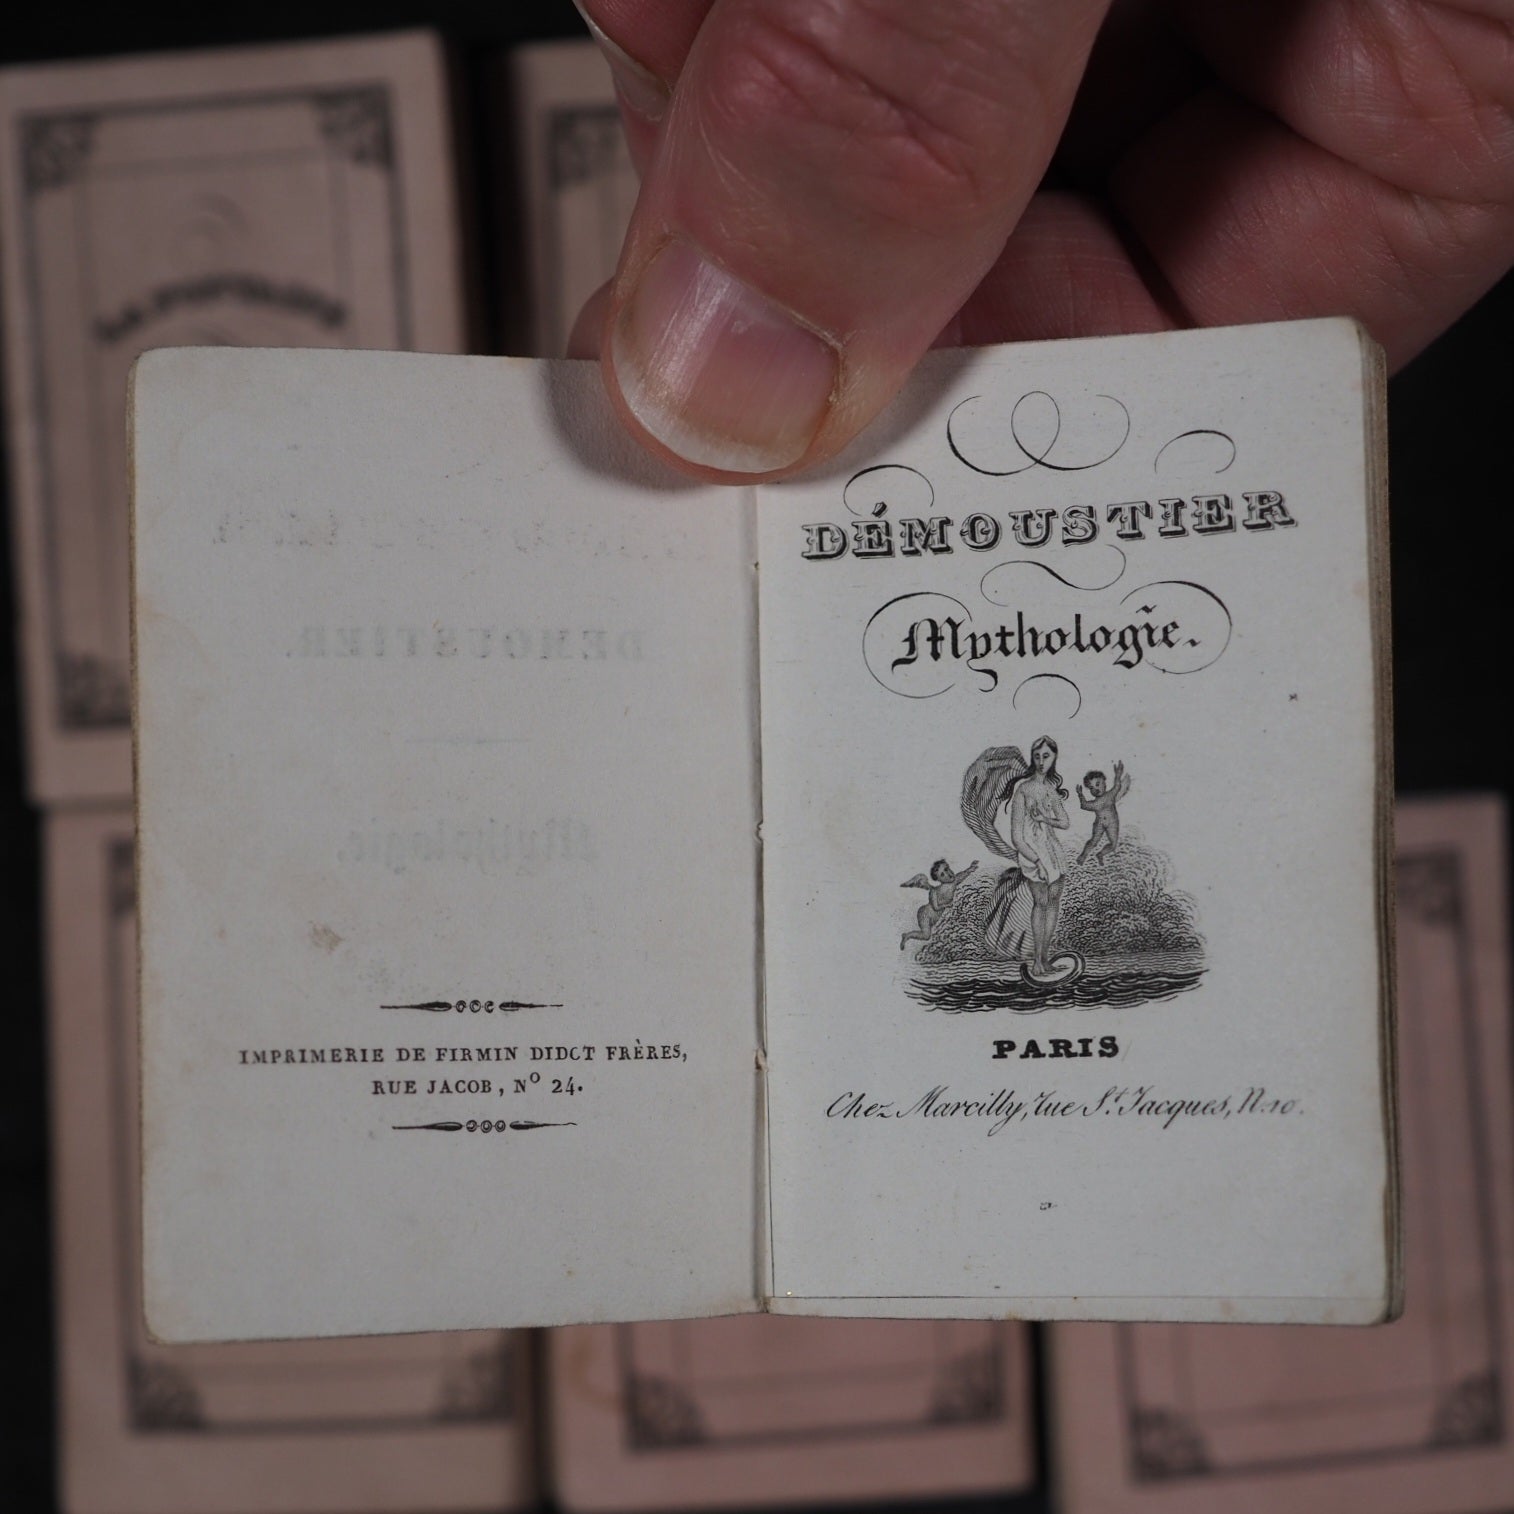 IMPRIMERIE DE FIRMIN DIDOT FRÈRES,
RUE JACOB, Nº 24.
DÉMOUSTIER
Mythologie.
PARIS
Chez Marcilly, rue St. Jacques, N. 10.